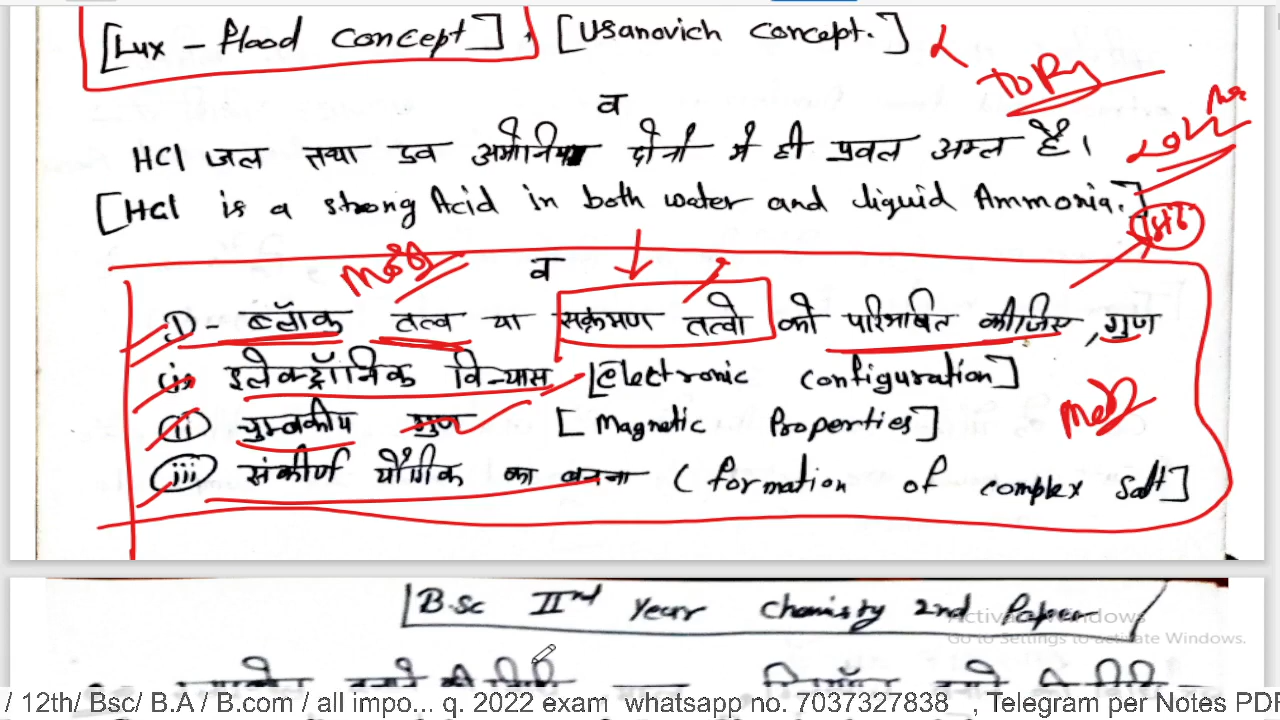 [Lux - flood concept] , [Usanovich concept.]
TOP
व
HCl जल तथा द्रव अमोनिया दोनों में ही प्रबल अम्ल है।
[HCl is a strong Acid in both water and liquid Ammonia.]
व
D- ब्लॉक तत्व या सक्रमण तत्वो को परिभाषित कीजिए , गुण
(i) इलेक्ट्रॉनिक विन्यास [electronic configuration]
(ii) चुम्बकीय गुण [Magnetic Properties]
(iii) संकीर्ण यौगिक का बनना (formation of complex salt]
B.Sc IInd Year Chemistry 2nd Paper
Activate Windows
Go to Settings to activate Windows.
/ 12th/ Bsc/ B.A / B.com / all impo... q. 2022 exam whatsapp no. 7037327838 , Telegram per Notes PDF